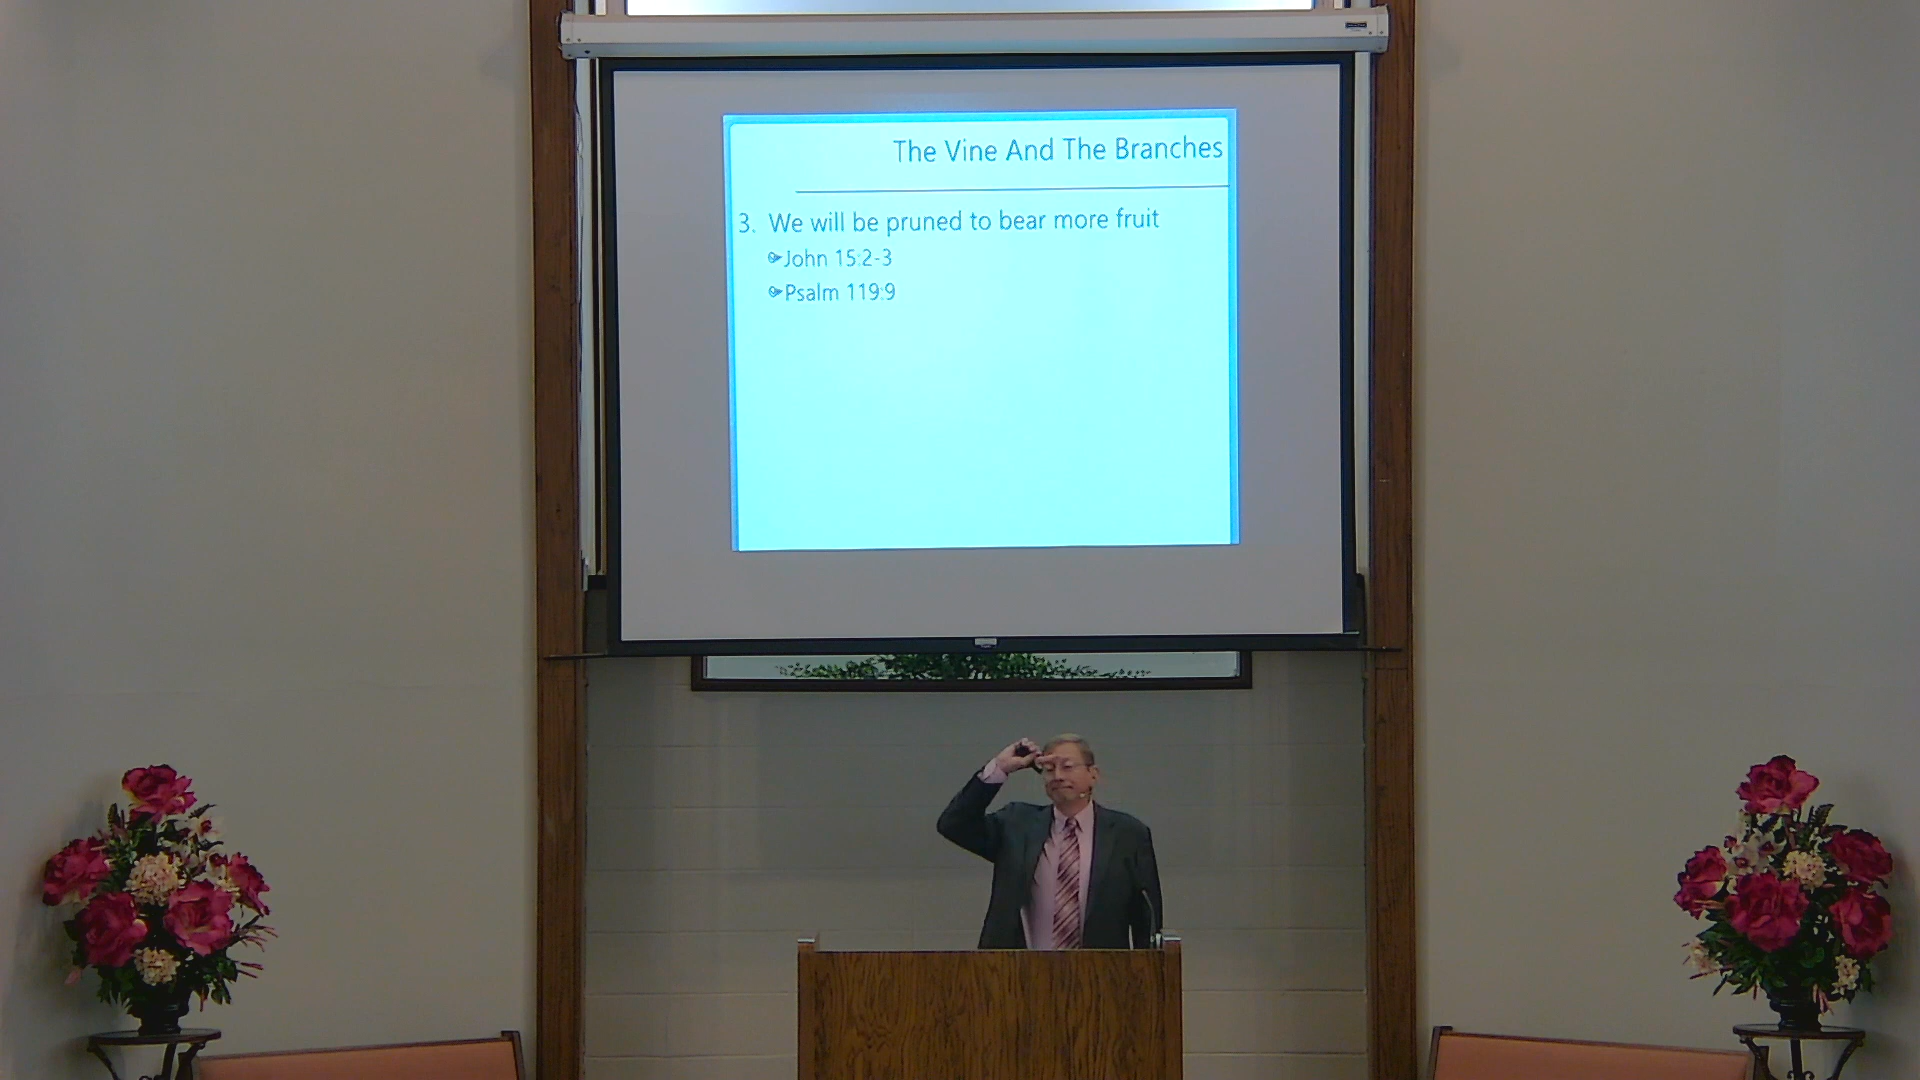 The Vine And The Branches
3. We will be pruned to bear more fruit
John 15:2-3
Psalm 119:9